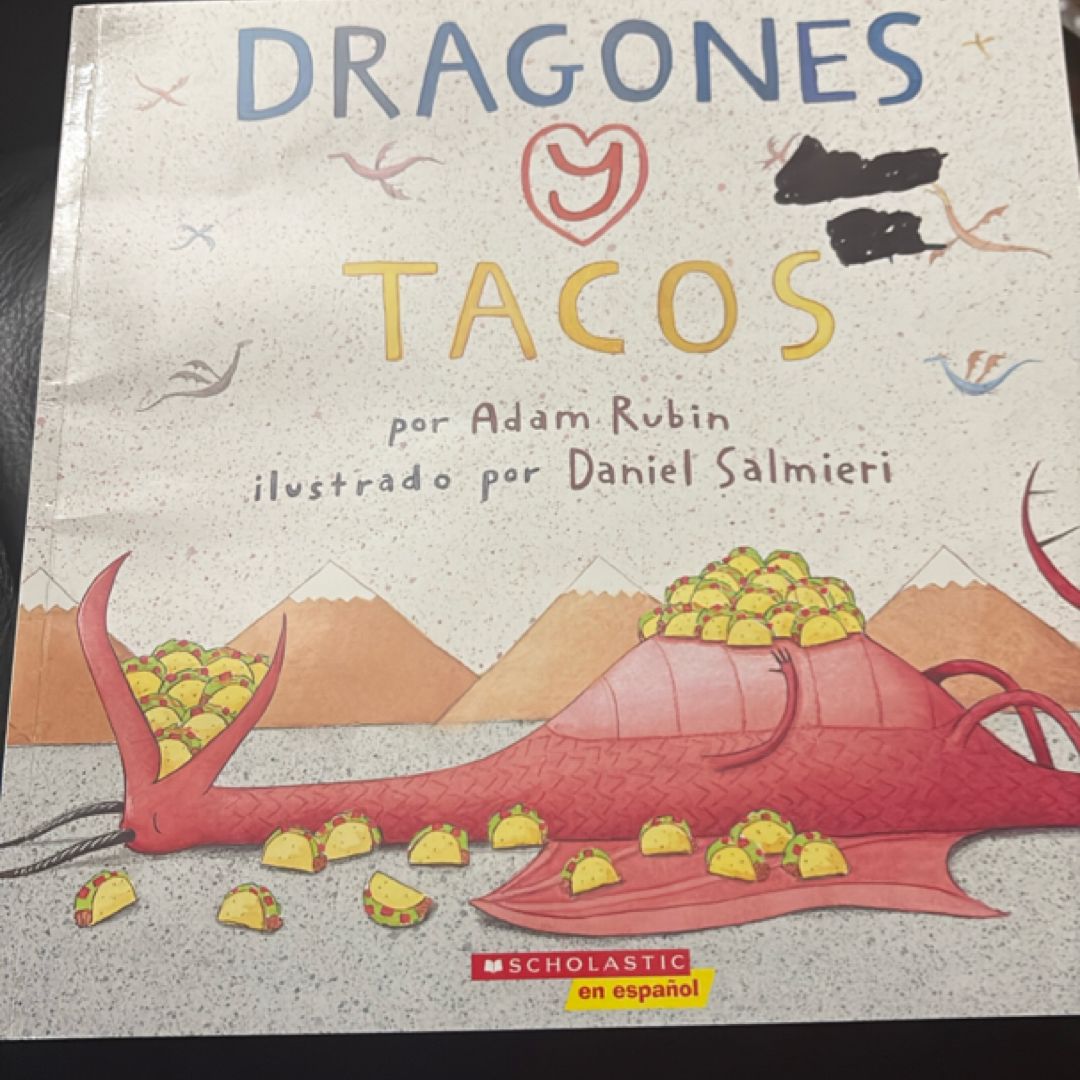 DRAGONES
y
TACOS
por Adam Rubin
ilustrado por Daniel Salmieri
SCHOLASTIC
en español